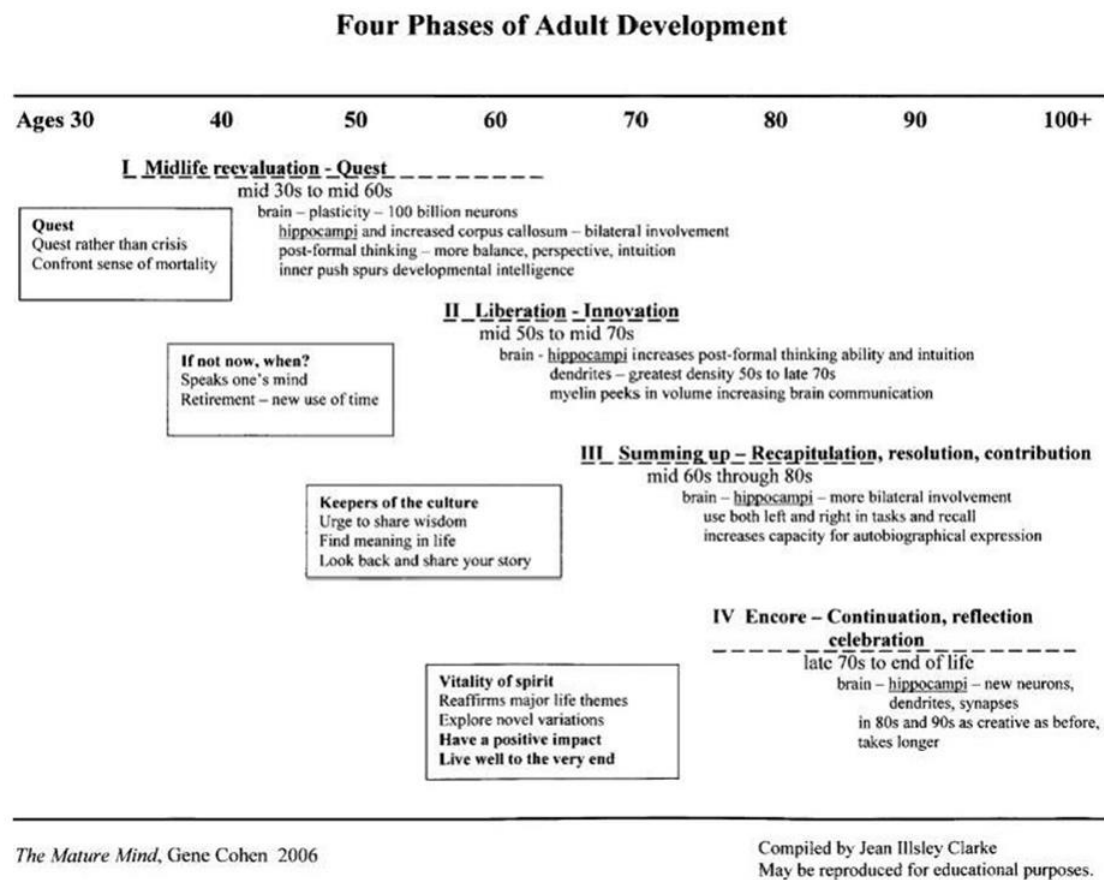 Four Phases of Adult Development
Ages 30 40 50 60 70 80 90 100+
I Midlife reevaluation - Quest
mid 30s to mid 60s
brain – plasticity – 100 billion neurons
hippocampi and increased corpus callosum – bilateral involvement
post-formal thinking – more balance, perspective, intuition
inner push spurs developmental intelligence
Quest
Quest rather than crisis
Confront sense of mortality
II Liberation - Innovation
mid 50s to mid 70s
brain - hippocampi increases post-formal thinking ability and intuition
dendrites – greatest density 50s to late 70s
myelin peeks in volume increasing brain communication
If not now, when?
Speaks one's mind
Retirement – new use of time
III Summing up – Recapitulation, resolution, contribution
mid 60s through 80s
brain – hippocampi – more bilateral involvement
use both left and right in tasks and recall
increases capacity for autobiographical expression
Keepers of the culture
Urge to share wisdom
Find meaning in life
Look back and share your story
IV Encore – Continuation, reflection
celebration
late 70s to end of life
brain – hippocampi – new neurons,
dendrites, synapses
in 80s and 90s as creative as before,
takes longer
Vitality of spirit
Reaffirms major life themes
Explore novel variations
Have a positive impact
Live well to the very end
The Mature Mind, Gene Cohen 2006
Compiled by Jean Illsley Clarke
May be reproduced for educational purposes.